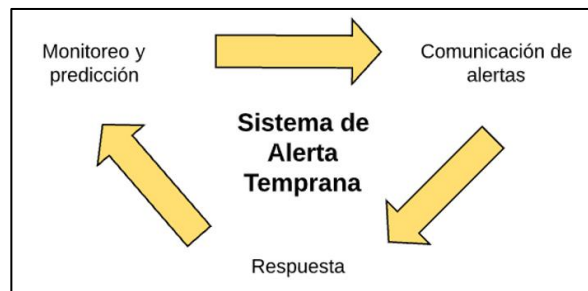 Monitoreo y
predicción
Comunicación de
alertas
Sistema de
Alerta
Temprana
Respuesta